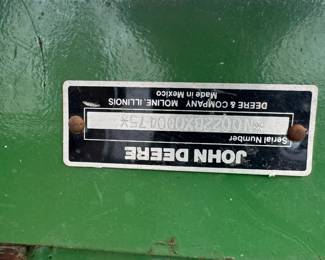 JOHN DEERE
Serial Number
DEERE & COMPANY MOLINE, ILLINOIS
Made in Mexico